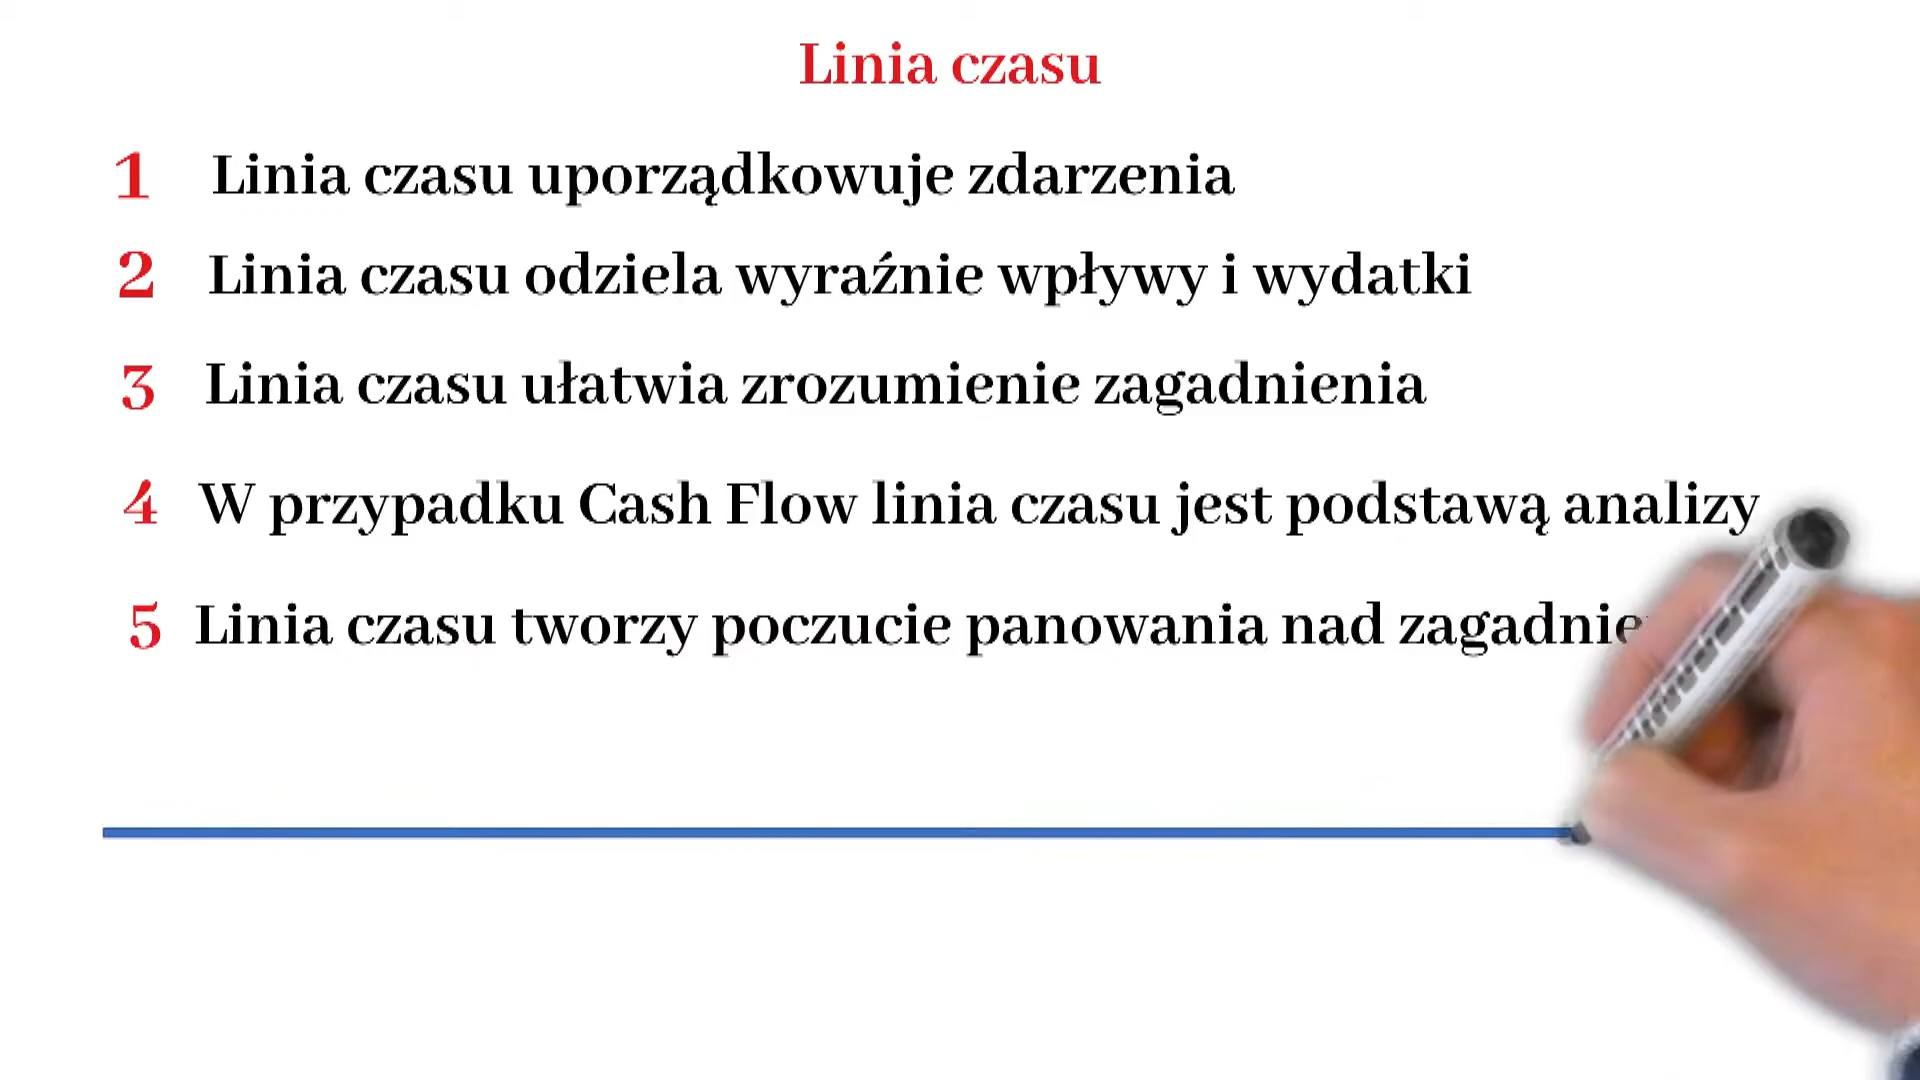 Linia czasu
1 Linia czasu uporządkowuje zdarzenia
2 Linia czasu odziela wyraźnie wpływy i wydatki
3 Linia czasu ułatwia zrozumienie zagadnienia
4 W przypadku Cash Flow linia czasu jest podstawą analizy
5 Linia czasu tworzy poczucie panowania nad